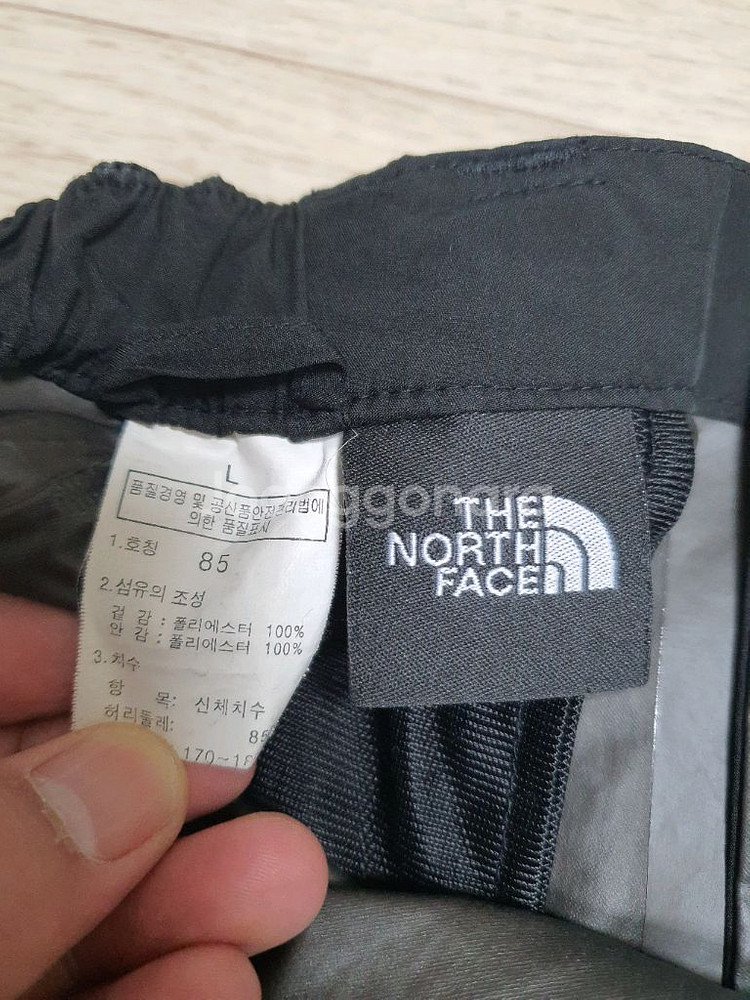 L
품질경영 및 공산품안전관리법에
의한 품질표시
1.호칭
85
2.섬유의 조성
겉 감 : 폴리에스터 100%
안 감 : 폴리에스터 100%
3.치수
항 목: 신체치수
허리둘레: 85
170~18
THE
NORTH
FACE